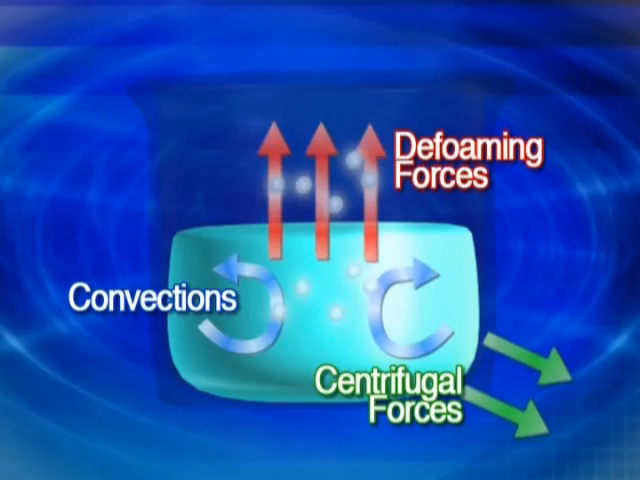 Defoaming
Forces
Convections
Centrifugal
Forces